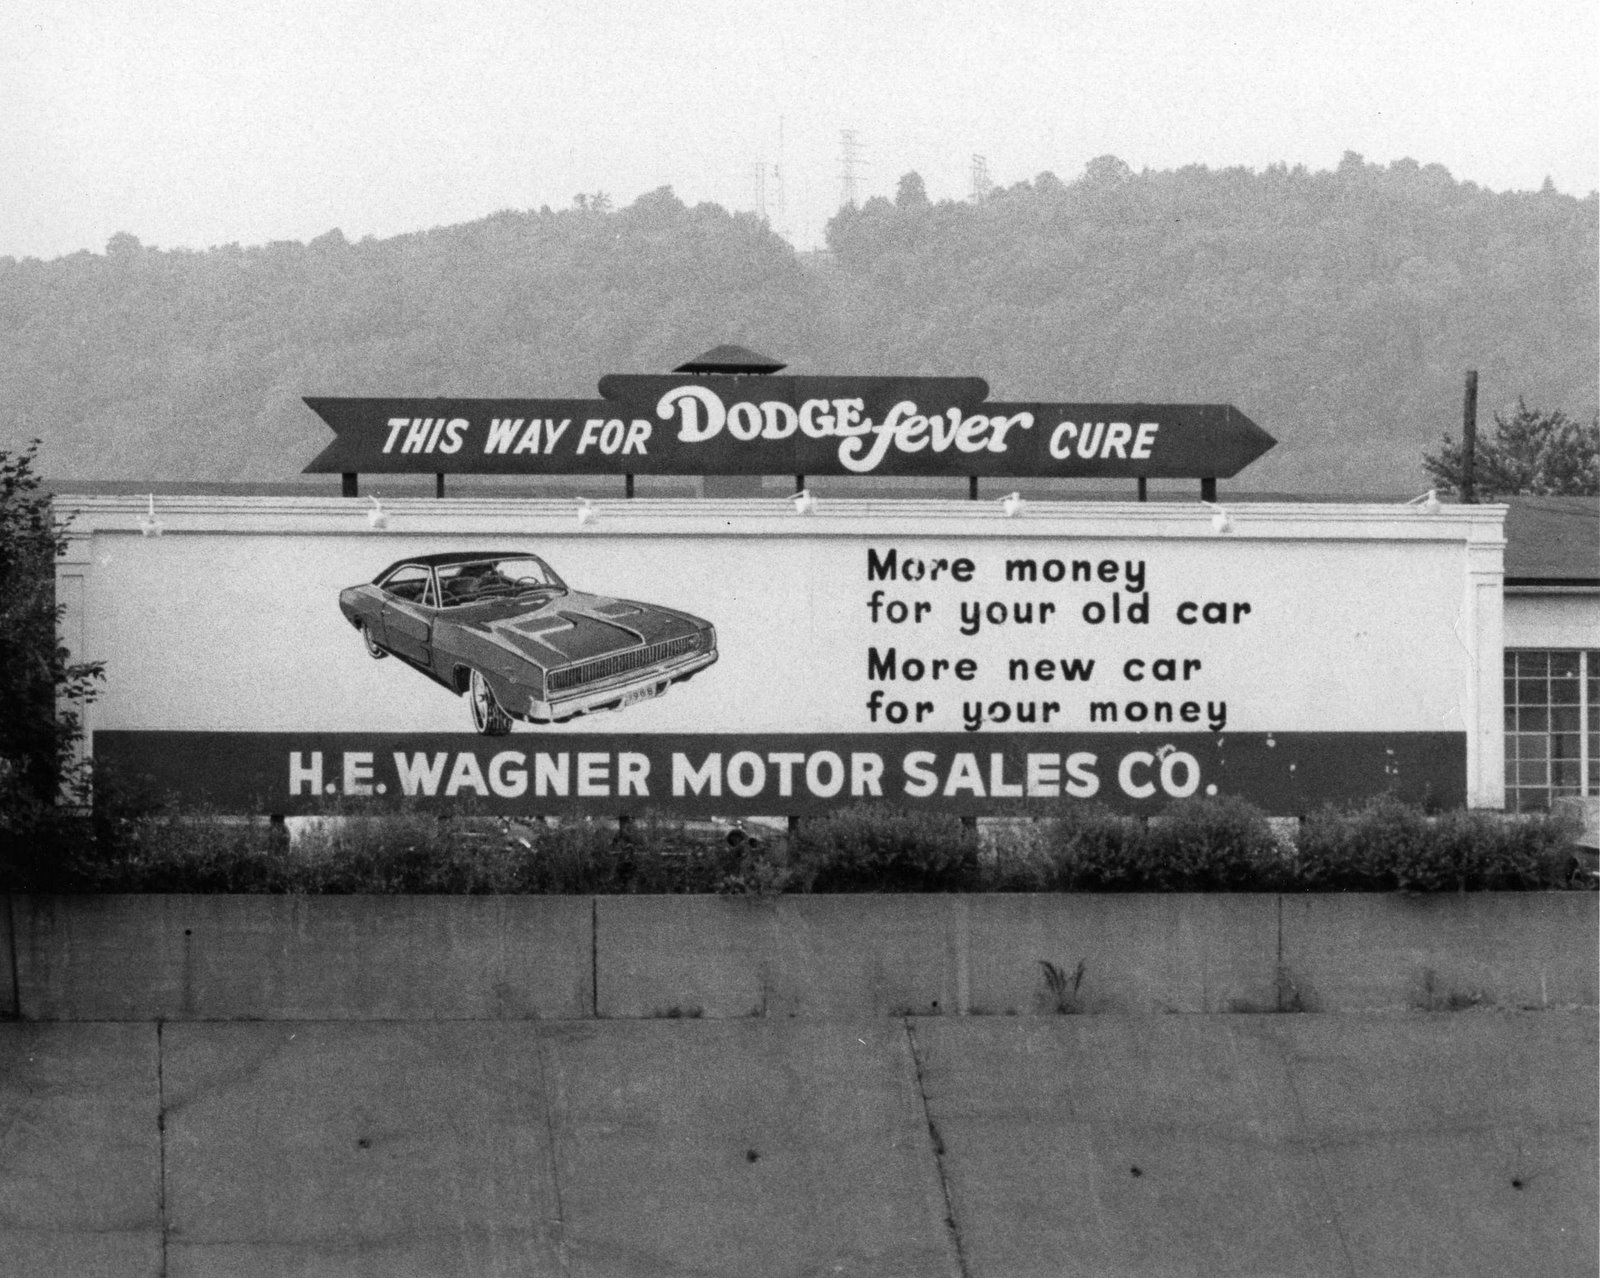 THIS WAY FOR DODGE fever CURE
More money
for your old car
More new car
for your money
1968
H.E. WAGNER MOTOR SALES CO.